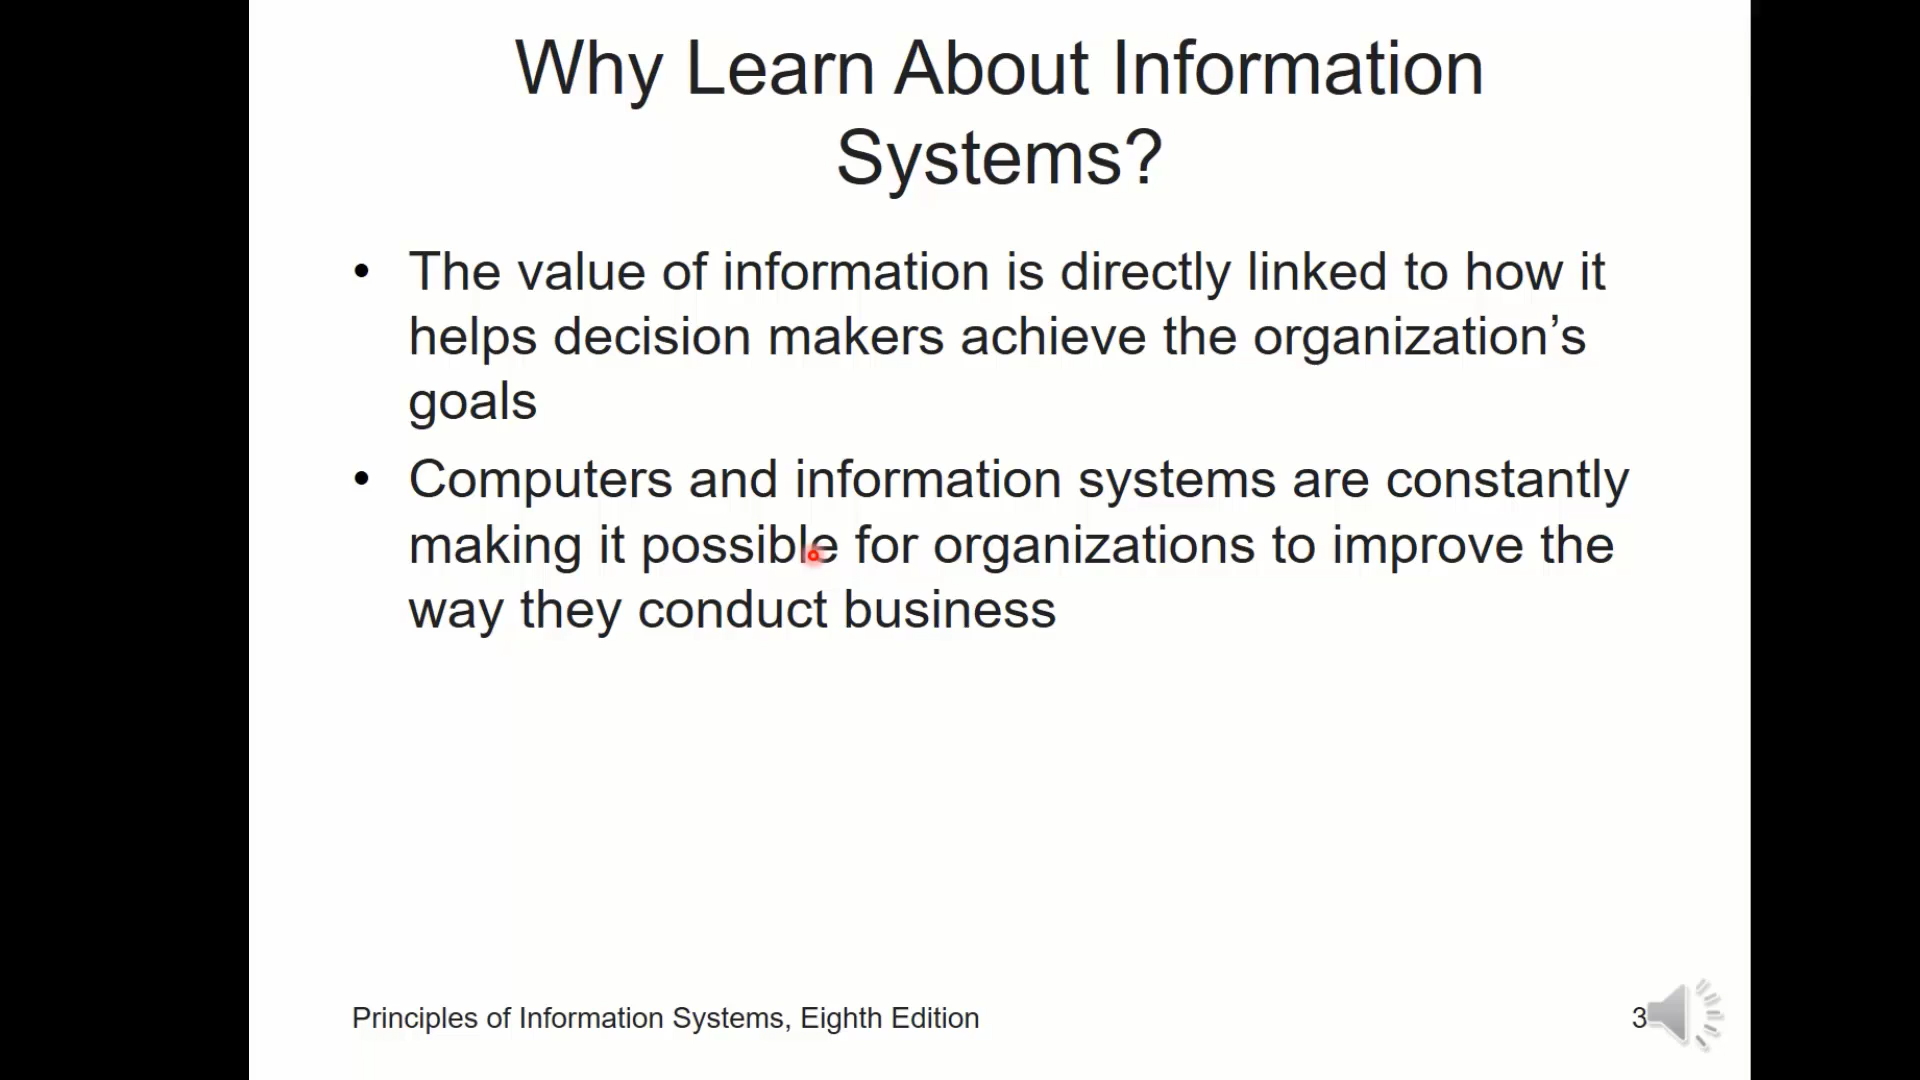 Why Learn About Information
Systems?
• The value of information is directly linked to how it
helps decision makers achieve the organization’s
goals
• Computers and information systems are constantly
making it possible for organizations to improve the
way they conduct business
Principles of Information Systems, Eighth Edition
3